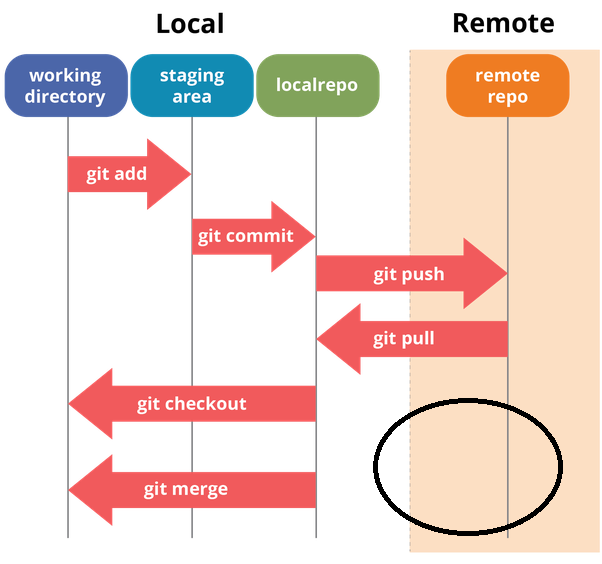 Local
Remote
working
directory
staging
area
localrepo
remote
repo
git add
git commit
git push
git pull
git checkout
git merge